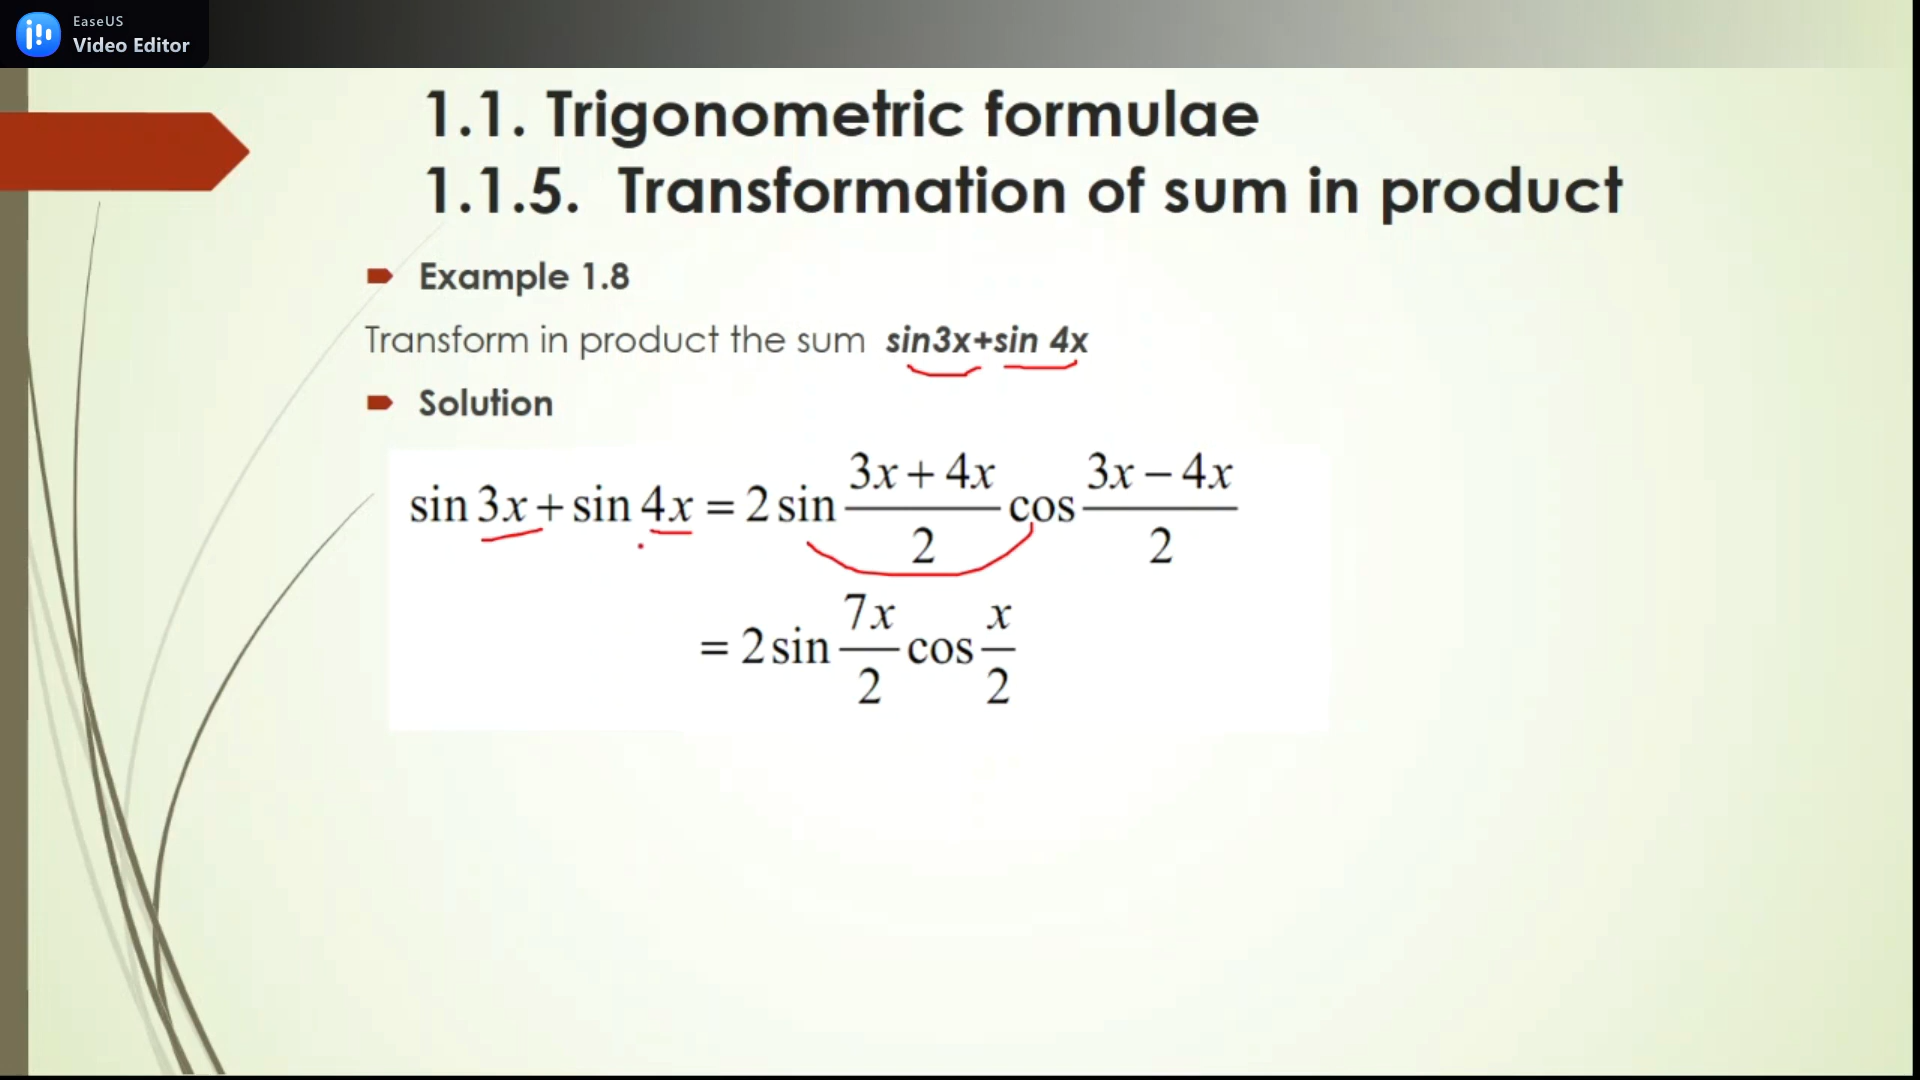 EaseUS
Video Editor
1.1. Trigonometric formulae
1.1.5. Transformation of sum in product
Example 1.8
Transform in product the sum sin3x+sin 4x
Solution
sin 3x + sin 4x = 2 sin (3x + 4x)/2 cos (3x − 4x)/2
= 2 sin 7x/2 cos x/2